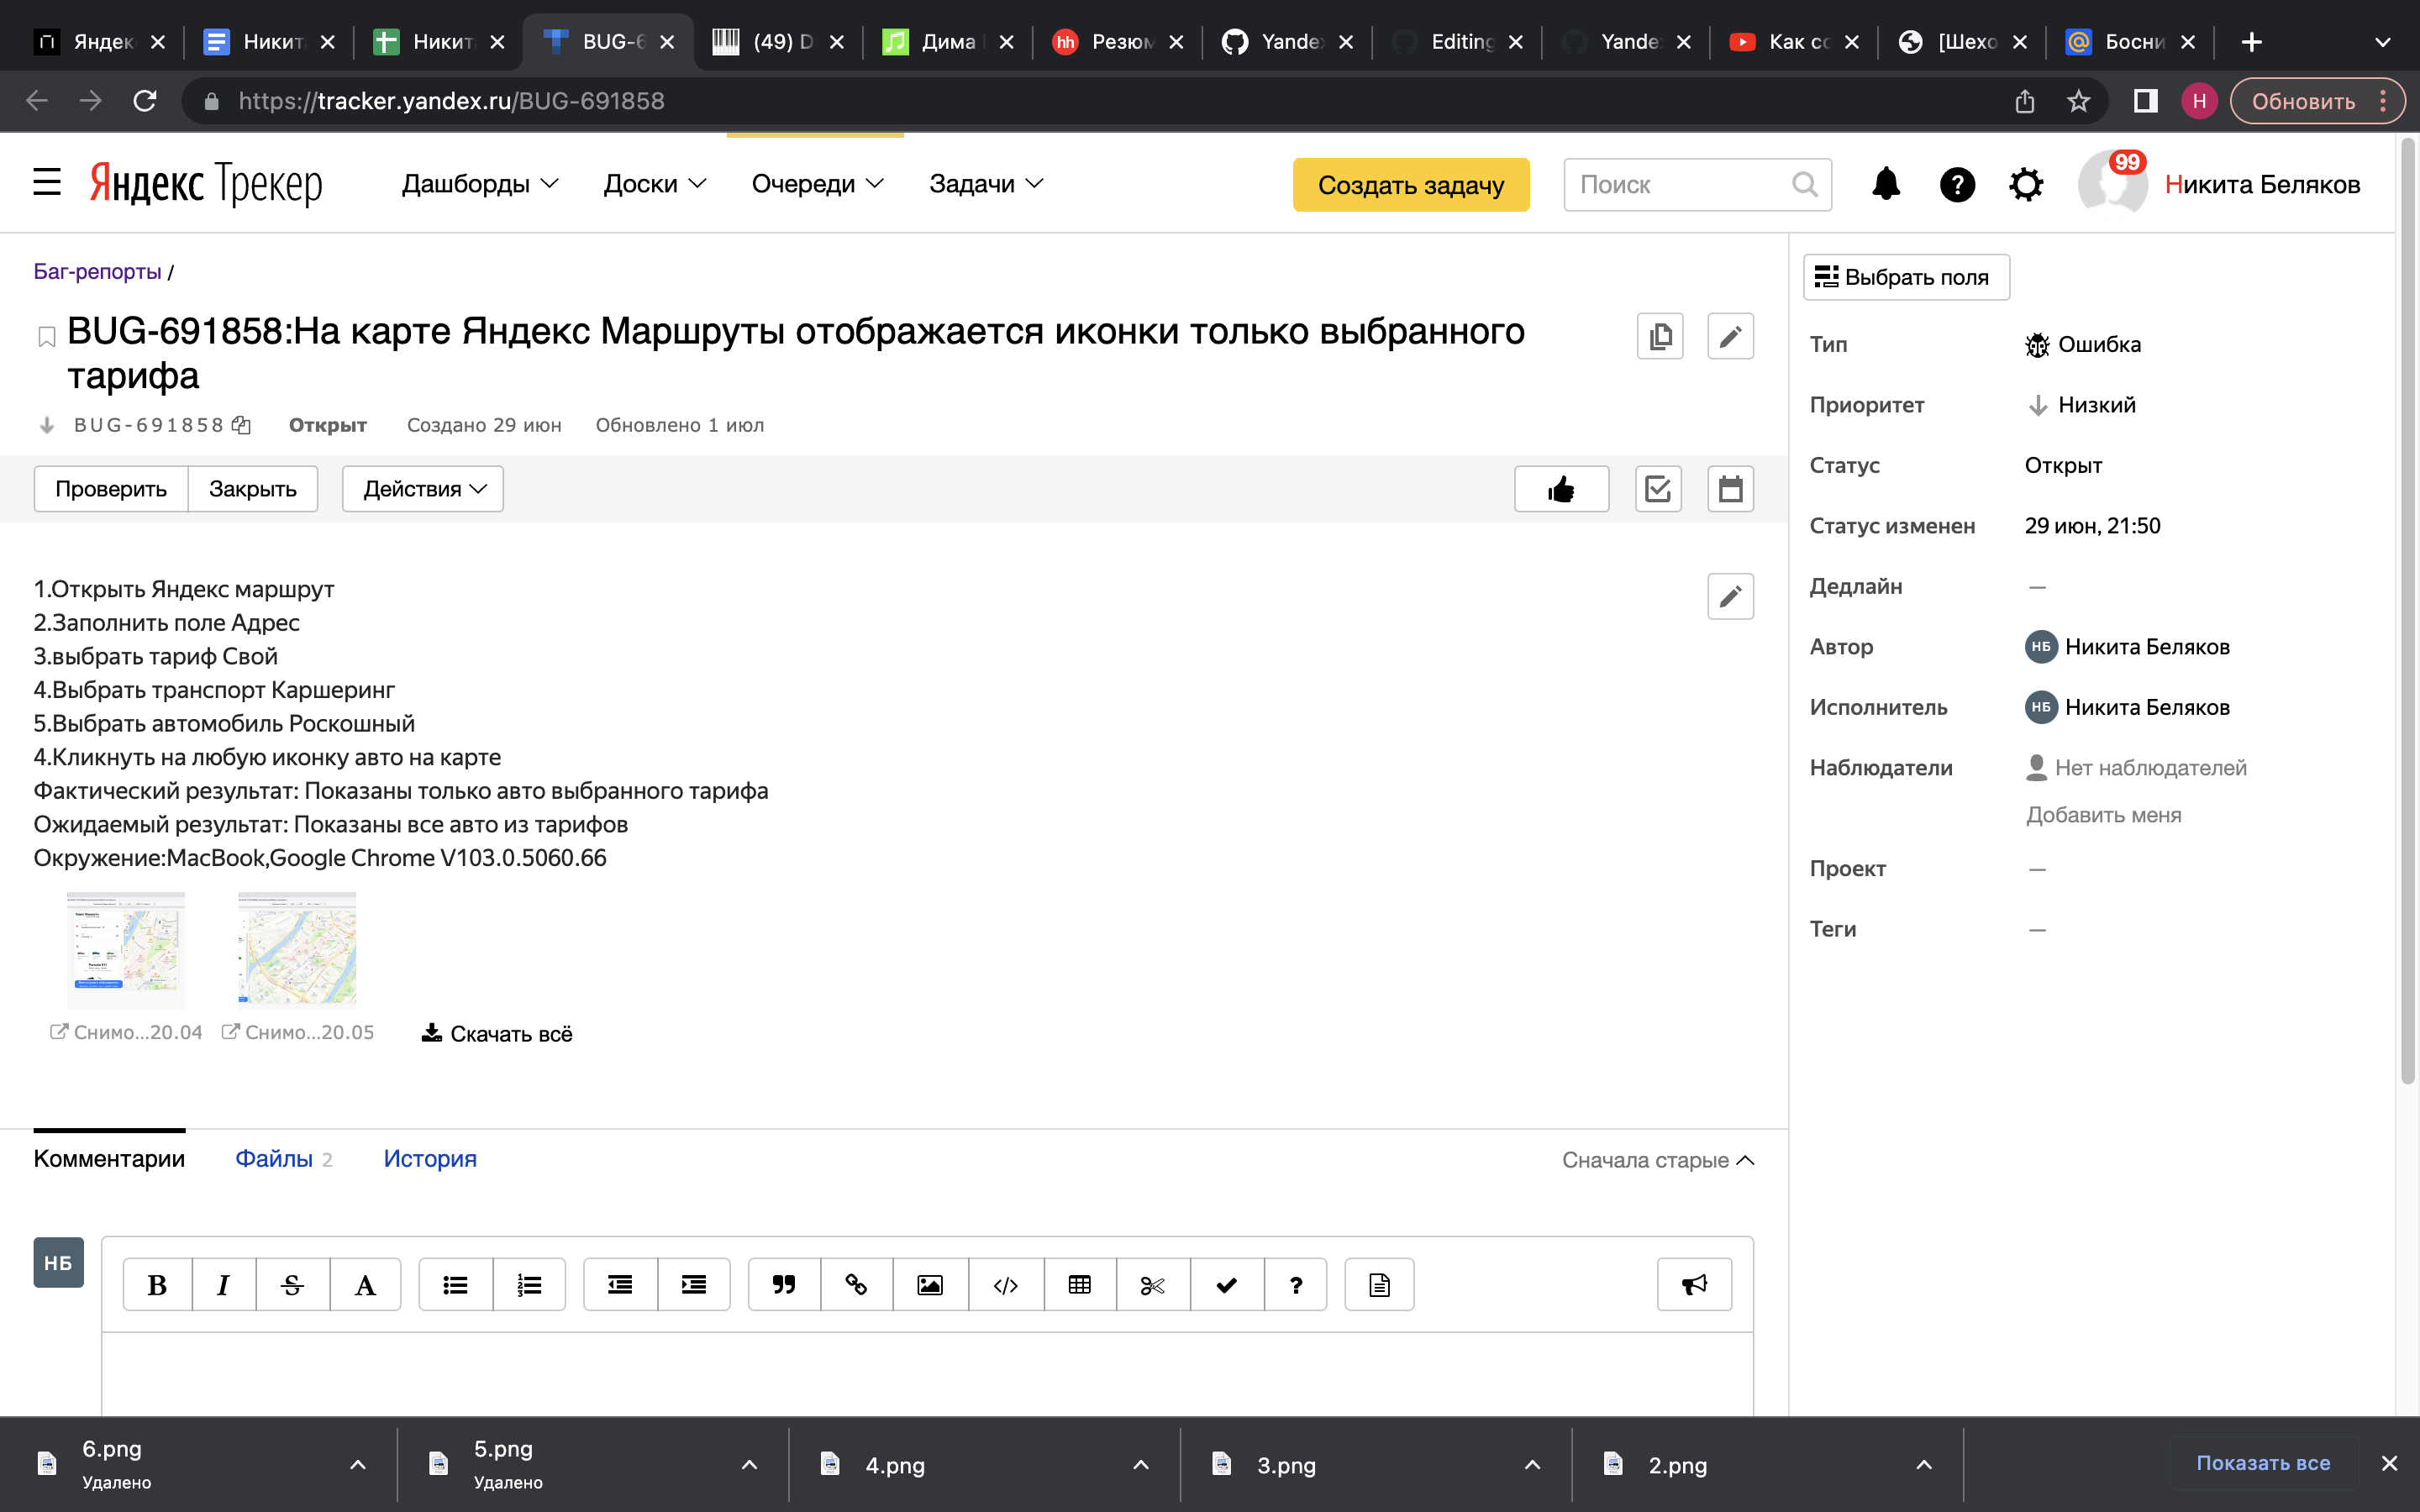 Яндек
Никит
Никит
BUG-6
(49) D
Дима
hh Резюм
Yande
Editing
Yande
Как со
[Шехо
Босни
https://tracker.yandex.ru/BUG-691858
Н
Обновить
Яндекс Трекер
Дашборды
Доски
Очереди
Задачи
Создать задачу
Поиск
?
99
Никита Беляков
Баг-репорты /
BUG-691858:На карте Яндекс Маршруты отображается иконки только выбранного
тарифа
BUG-691858 Открыт Создано 29 июн Обновлено 1 июл
Проверить Закрыть Действия
1.Открыть Яндекс маршрут
2.Заполнить поле Адрес
3.выбрать тариф Свой
4.Выбрать транспорт Каршеринг
5.Выбрать автомобиль Роскошный
4.Кликнуть на любую иконку авто на карте
Фактический результат: Показаны только авто выбранного тарифа
Ожидаемый результат: Показаны все авто из тарифов
Окружение:MacBook,Google Chrome V103.0.5060.66
Снимо...20.04 Снимо...20.05 Скачать всё
Комментарии Файлы 2 История Сначала старые
НБ
B I S A ?
Выбрать поля
Тип Ошибка
Приоритет Низкий
Статус Открыт
Статус изменен 29 июн, 21:50
Дедлайн —
Автор НБ Никита Беляков
Исполнитель НБ Никита Беляков
Наблюдатели Нет наблюдателей
Добавить меня
Проект —
Теги —
6.png
Удалено
5.png
Удалено
4.png
3.png
2.png
Показать все